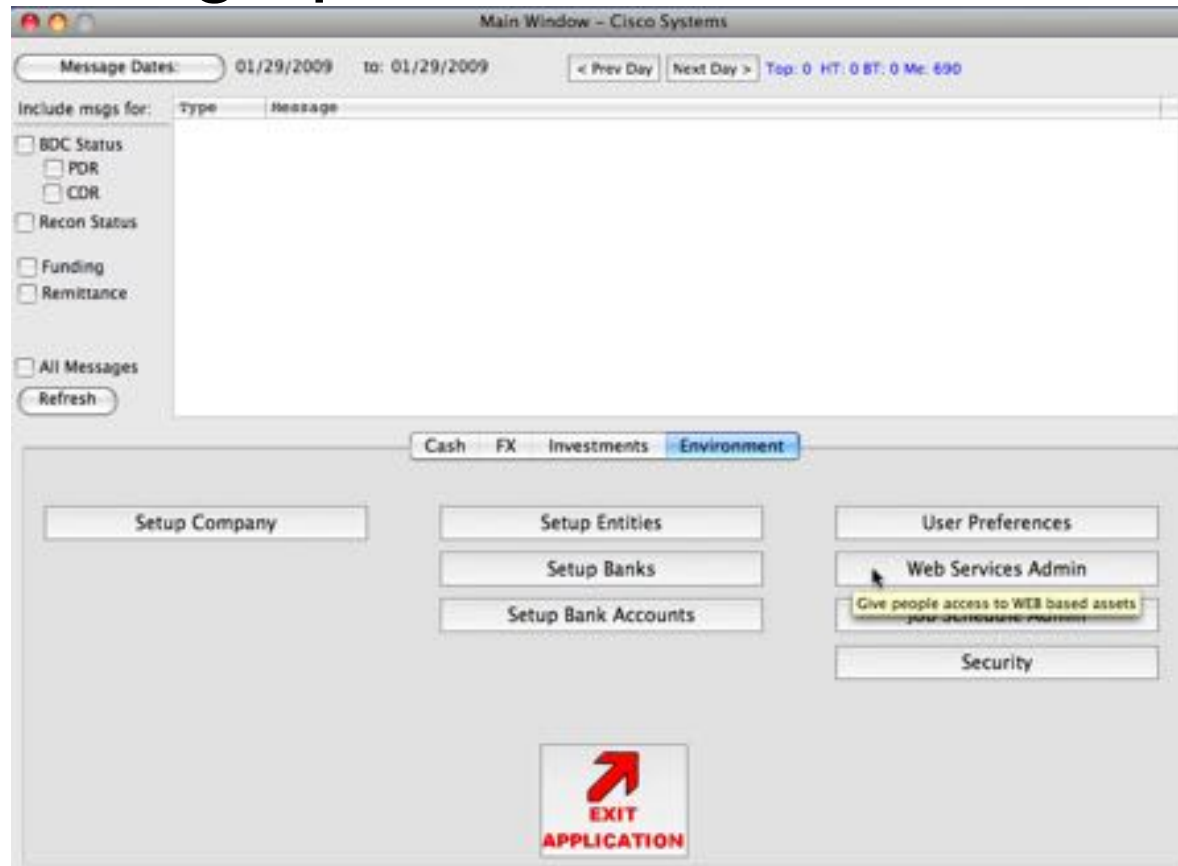 Main Window – Cisco Systems
Message Dates: 01/29/2009 to: 01/29/2009 < Prev Day Next Day > Top: 0 HT: 0 BT: 0 Me: 690
Include msgs for: Type Message
BDC Status
PDR
CDR
Recon Status
Funding
Remittance
All Messages
Refresh
Cash FX Investments Environment
Setup Company Setup Entities User Preferences
Setup Banks Web Services Admin
Give people access to WEB based assets
Setup Bank Accounts Job Schedule Admin
Security
EXIT
APPLICATION